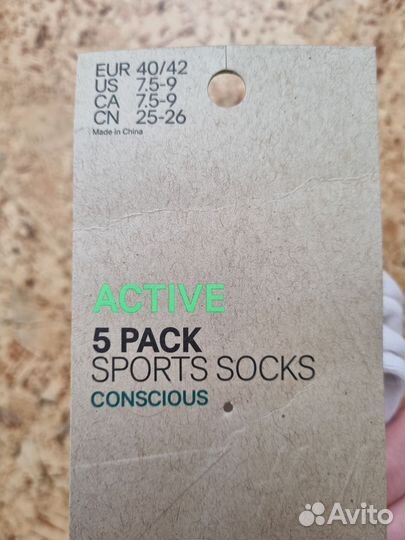 EUR 40/42
US 7.5-9
CA 7.5-9
CN 25-26
Made in China
ACTIVE
5 PACK
SPORTS SOCKS
CONSCIOUS
Avito